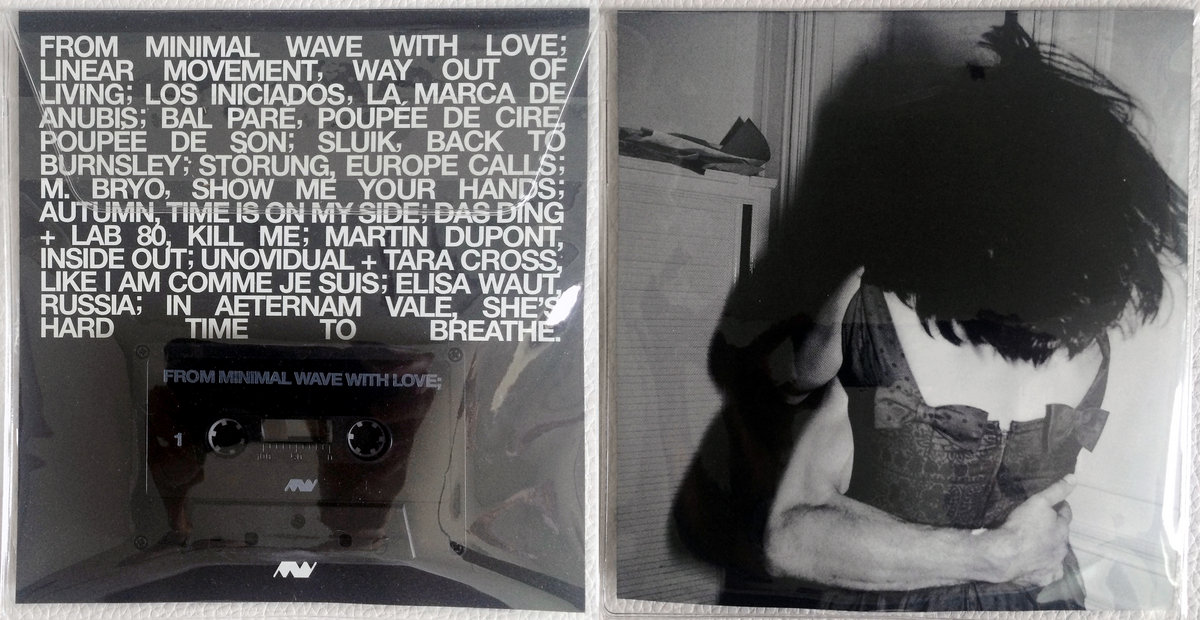 FROM MINIMAL WAVE WITH LOVE;
LINEAR MOVEMENT, WAY OUT OF
LIVING; LOS INICIADOS, LA MARCA DE
ANUBIS; BAL PARÉ, POUPÉE DE CIRE,
POUPÉE DE SON; SLUIK, BACK TO
BURNSLEY; STÖRUNG, EUROPE CALLS;
M. BRYO, SHOW ME YOUR HANDS;
AUTUMN, TIME IS ON MY SIDE; DAS DING
+ LAB 80, KILL ME; MARTIN DUPONT,
INSIDE OUT; UNOVIDUAL + TARA CROSS,
LIKE I AM COMME JE SUIS; ELISA WAUT,
RUSSIA; IN AETERNAM VALE, SHE'S
HARD TIME TO BREATHE.
FROM MINIMAL WAVE WITH LOVE;
1
MW
MW